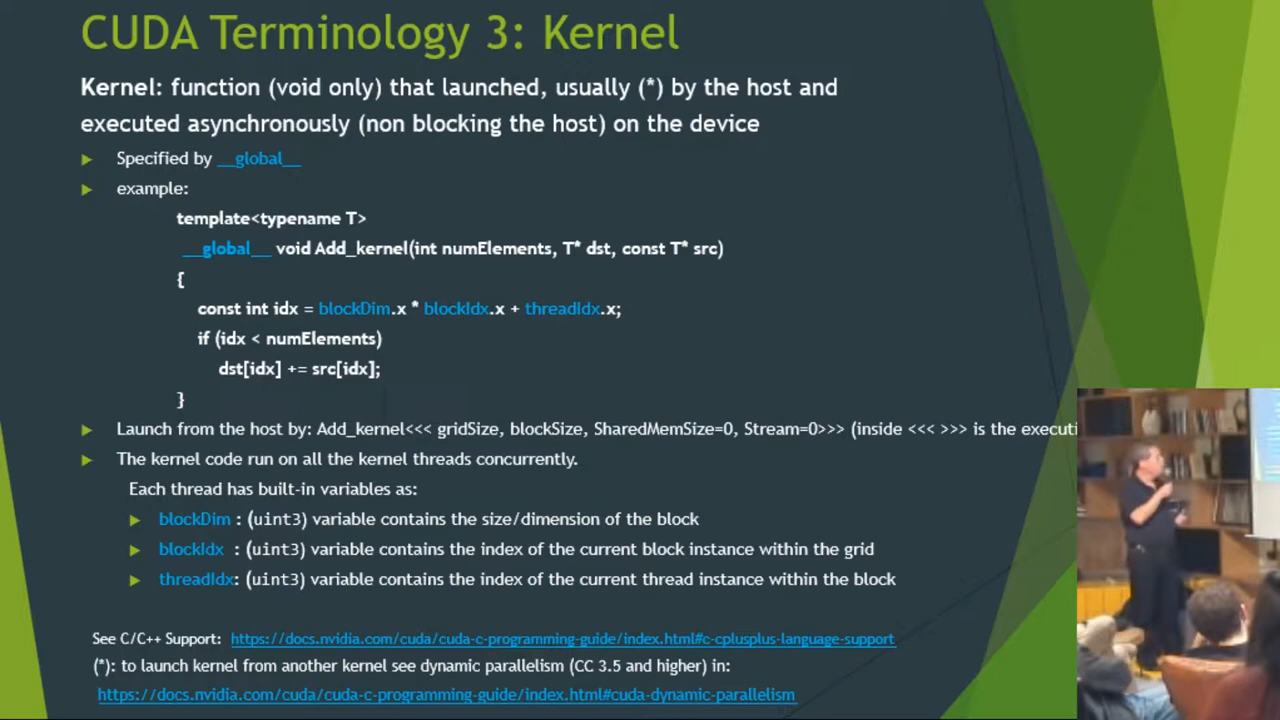 CUDA Terminology 3: Kernel
Kernel: function (void only) that launched, usually (*) by the host and
executed asynchronously (non blocking the host) on the device
Specified by __global__
example:
template<typename T>
__global__ void Add_kernel(int numElements, T* dst, const T* src)
{
const int idx = blockDim.x * blockIdx.x + threadIdx.x;
if (idx < numElements)
dst[idx] += src[idx];
}
Launch from the host by: Add_kernel<<< gridSize, blockSize, SharedMemSize=0, Stream=0>>> (inside <<< >>> is the executi
The kernel code run on all the kernel threads concurrently.
Each thread has built-in variables as:
blockDim : (uint3) variable contains the size/dimension of the block
blockIdx : (uint3) variable contains the index of the current block instance within the grid
threadIdx: (uint3) variable contains the index of the current thread instance within the block
See C/C++ Support: https://docs.nvidia.com/cuda/cuda-c-programming-guide/index.html#c-cplusplus-language-support
(*): to launch kernel from another kernel see dynamic parallelism (CC 3.5 and higher) in:
https://docs.nvidia.com/cuda/cuda-c-programming-guide/index.html#cuda-dynamic-parallelism